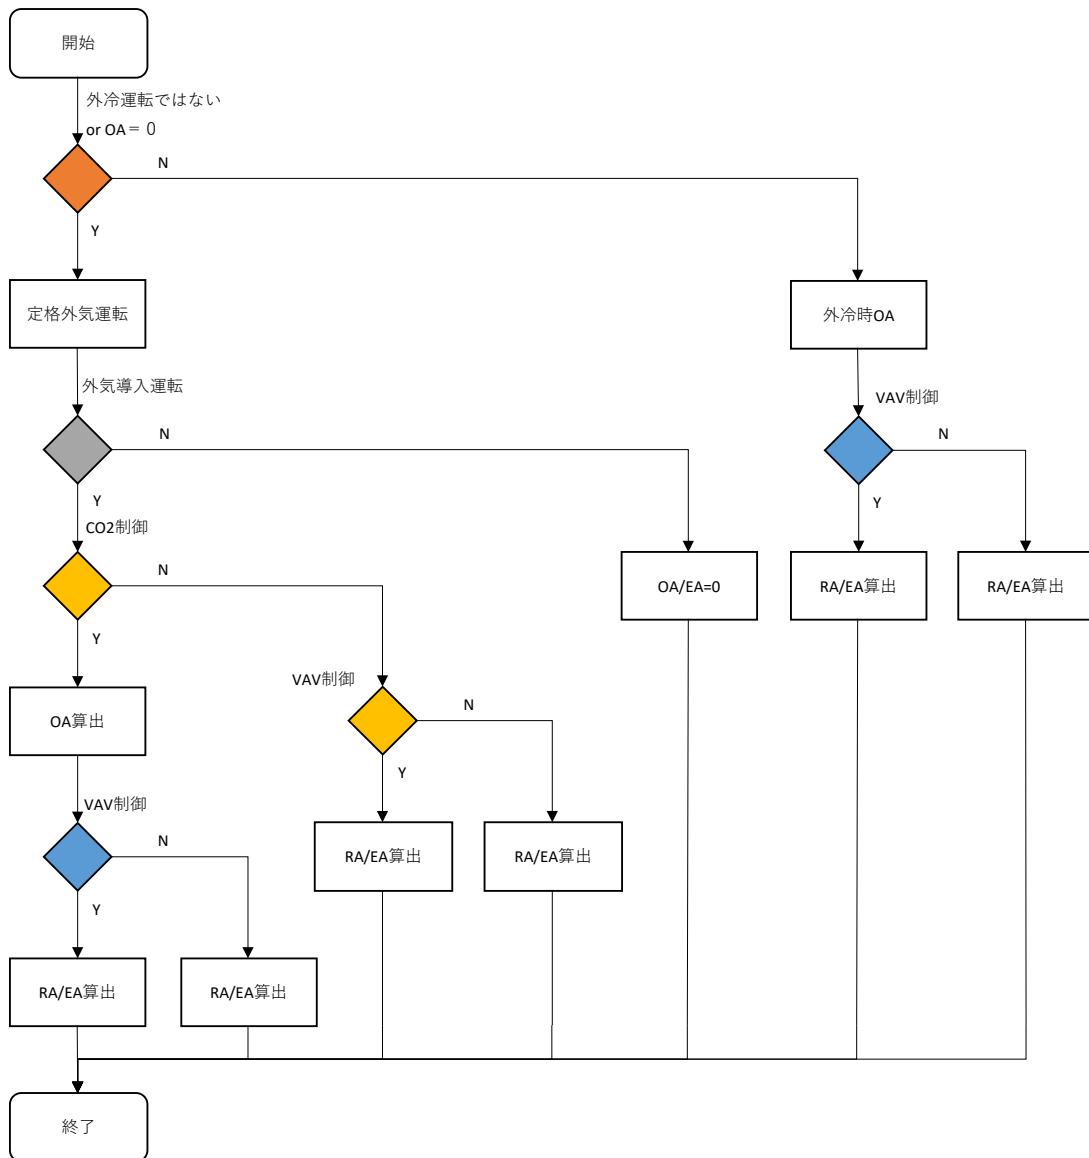 開始
外冷運転ではない
or OA＝０
N
Y
定格外気運転
外冷時OA
外気導入運転
VAV制御
N
N
Y
Y
CO2制御
N
OA/EA=0
RA/EA算出
RA/EA算出
Y
VAV制御
OA算出
N
Y
VAV制御
N
RA/EA算出
RA/EA算出
Y
RA/EA算出
RA/EA算出
終了